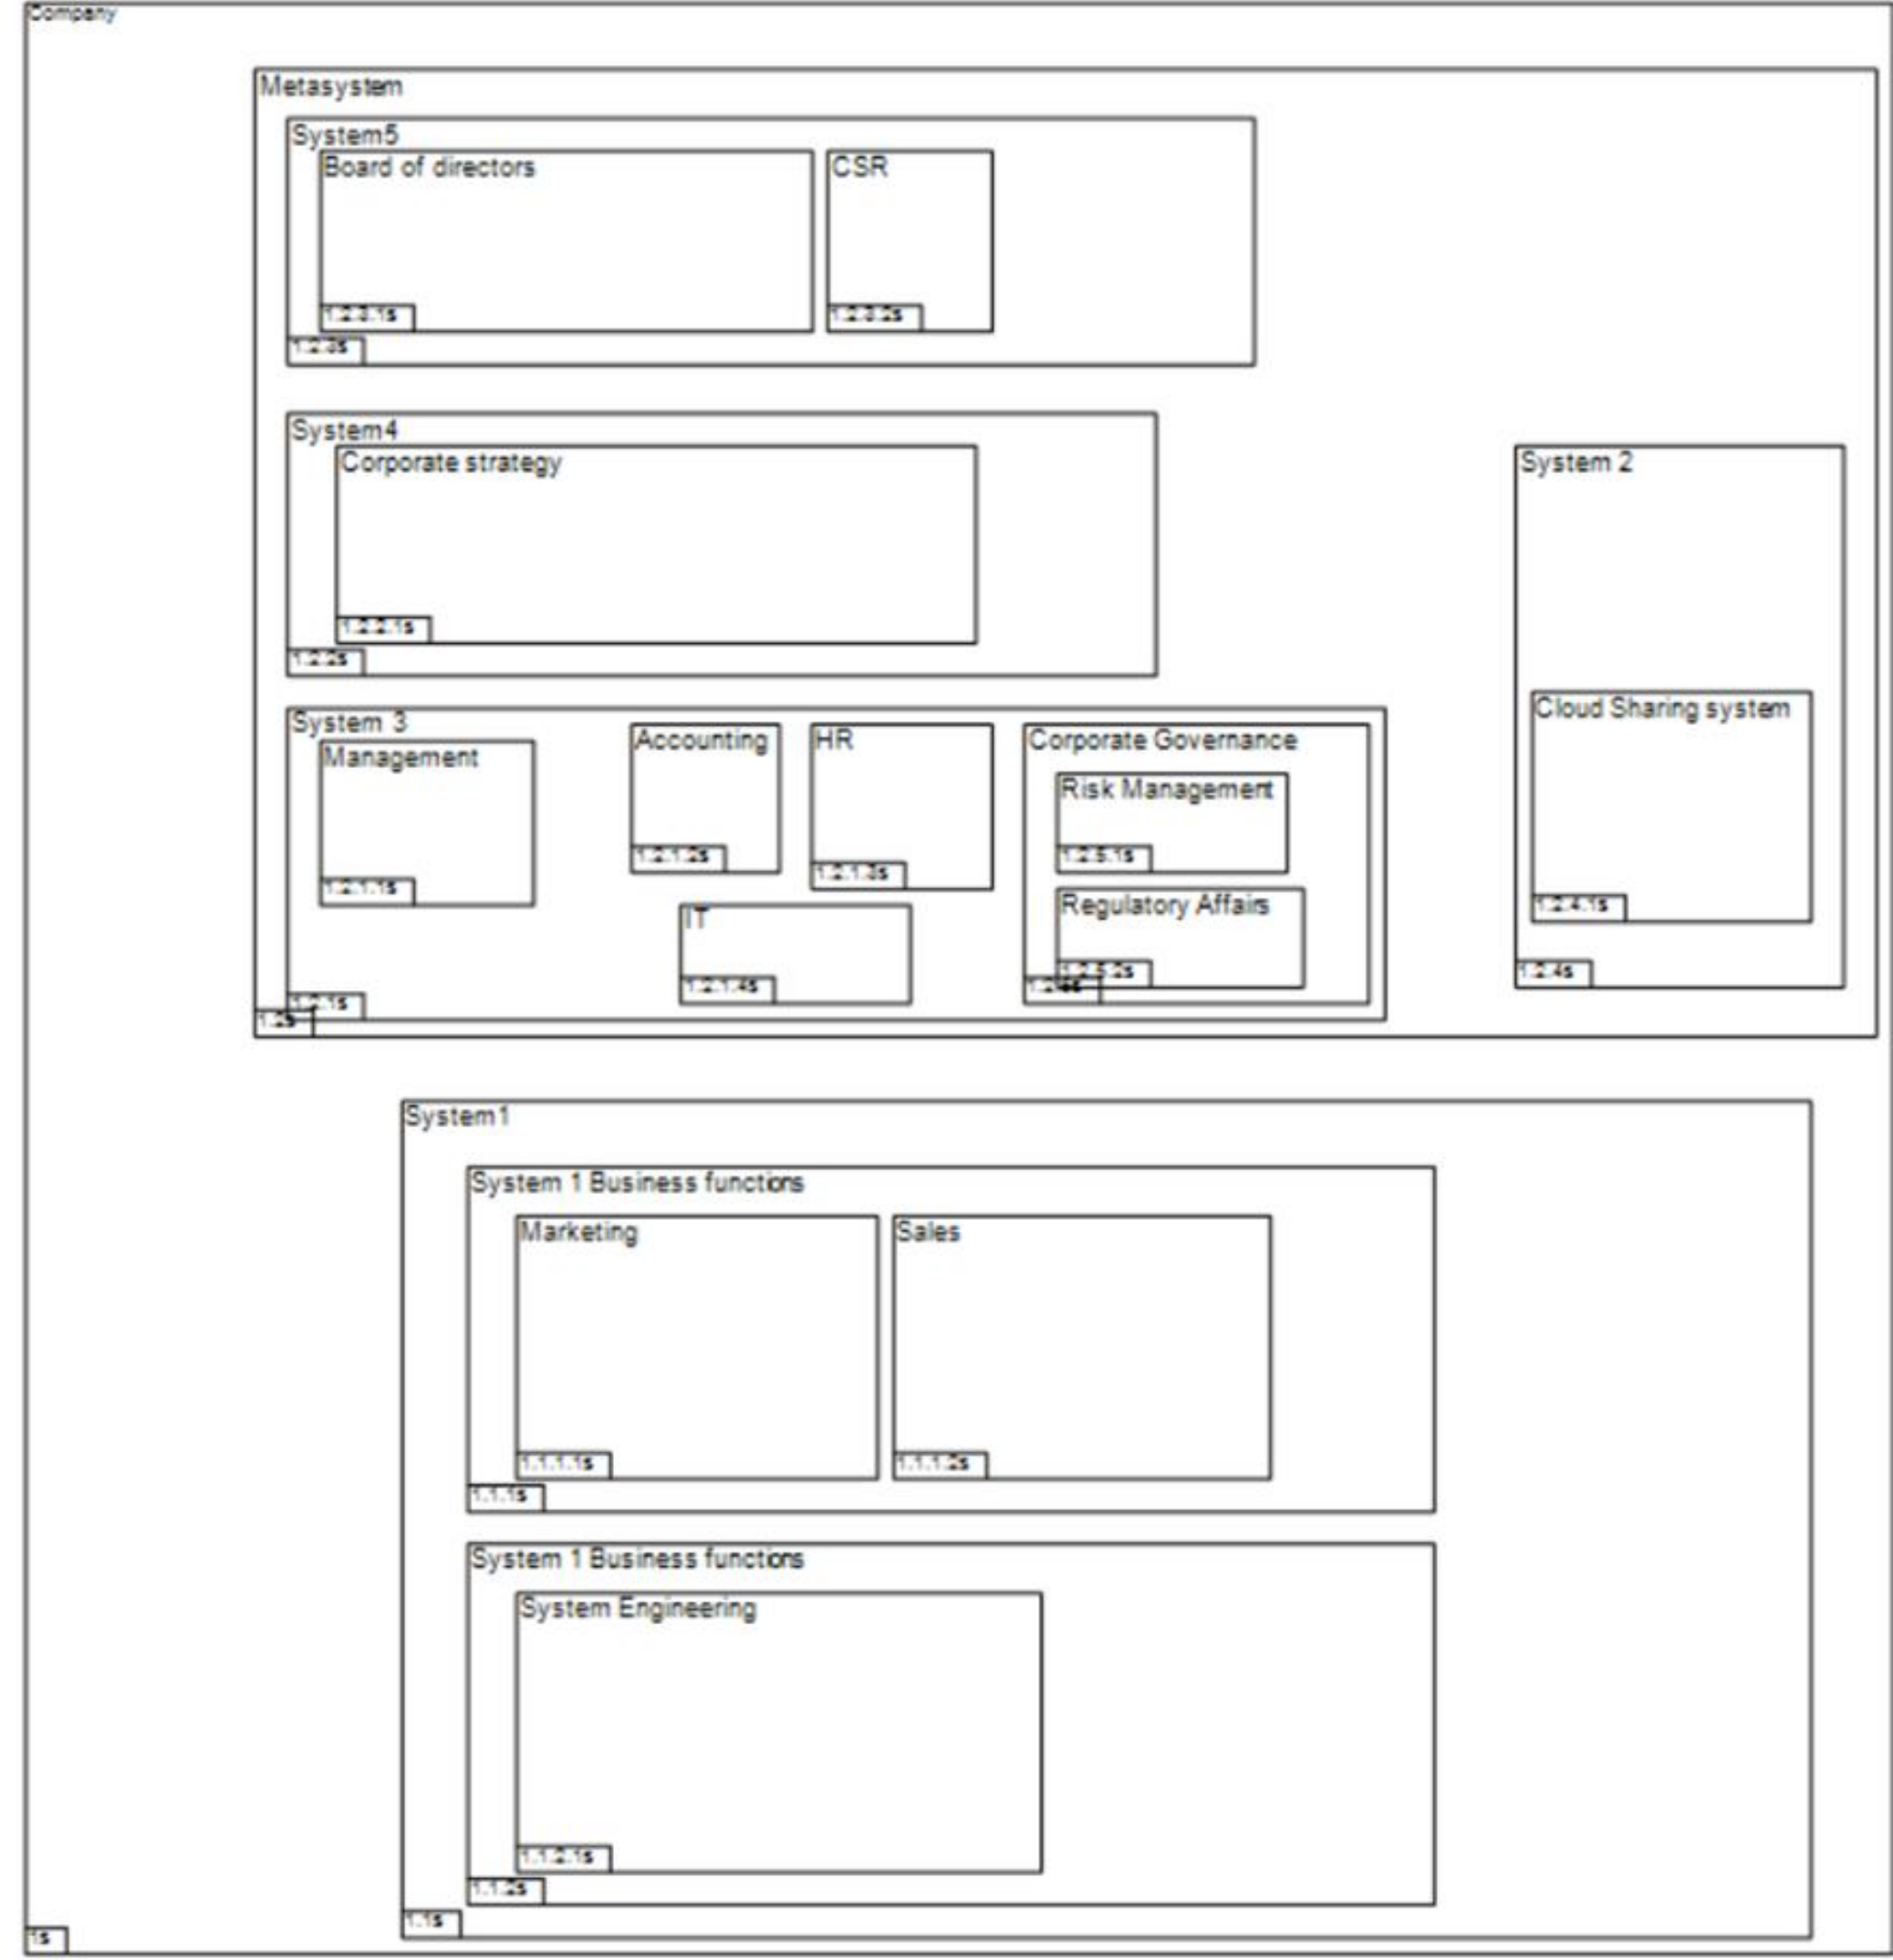 Company
Metasystem
System5
Board of directors
CSR
1.2.3.1s
1.2.3.2s
1.2.3s
System4
Corporate strategy
System 2
1.2.2.1s
1.2.2s
Cloud Sharing system
System 3
Management
Accounting
HR
Corporate Governance
Risk Management
1.2.1.2s
1.2.5.1s
1.2.1.3s
1.2.1.1s
Regulatory Affairs
1.2.4.1s
IT
1.2.5.2s
1.2.4s
1.2.1.4s
1.2.1s
1.2s
System1
System 1 Business functions
Marketing
Sales
1.1.1.1s
1.1.1.2s
1.1.1s
System 1 Business functions
System Engineering
1.1.2.1s
1.1.2s
1.1s
1s